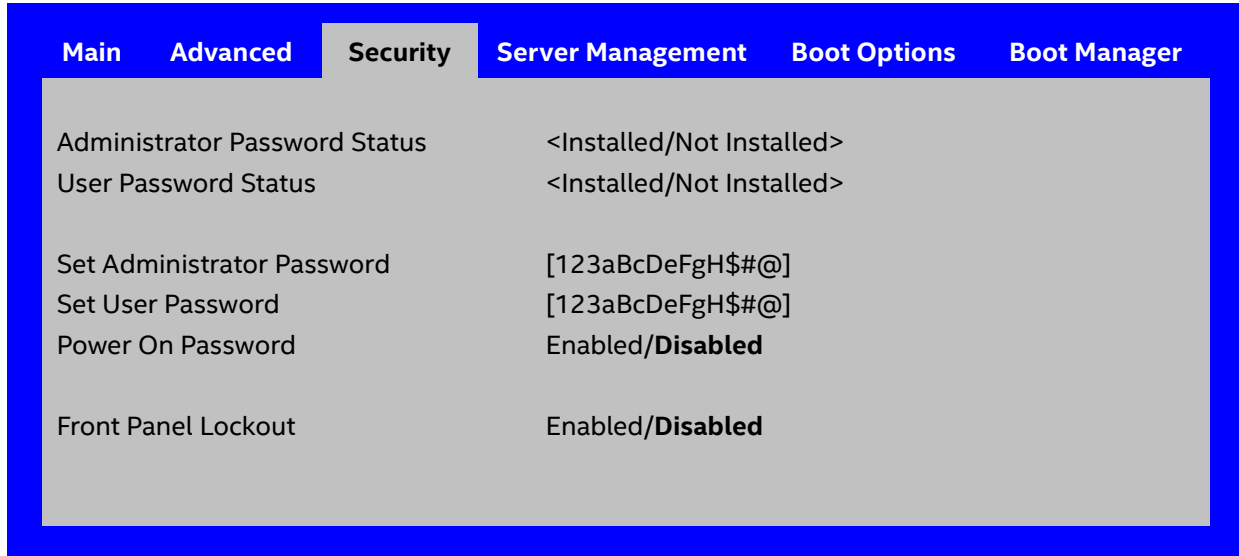 Main Advanced Security Server Management Boot Options Boot Manager
Administrator Password Status <Installed/Not Installed>
User Password Status <Installed/Not Installed>
Set Administrator Password [123aBcDeFgH$#@]
Set User Password [123aBcDeFgH$#@]
Power On Password Enabled/Disabled
Front Panel Lockout Enabled/Disabled